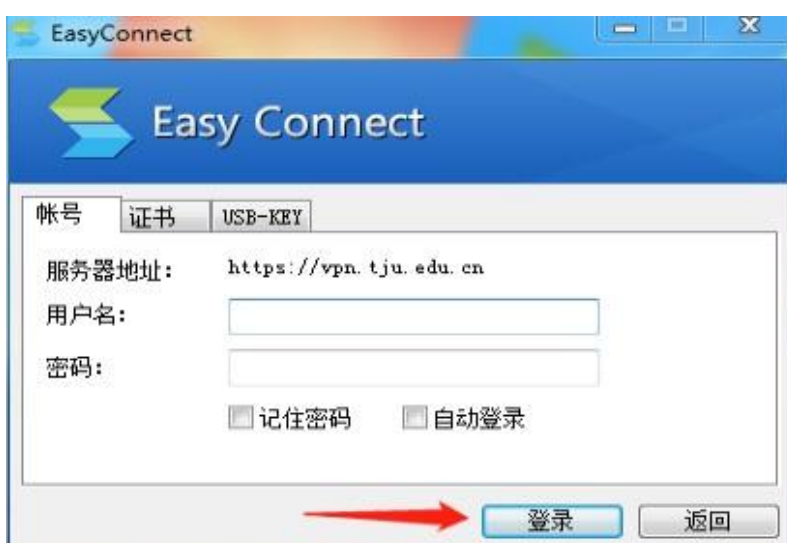 EasyConnect
Easy Connect
帐号 证书 USB-KEY
服务器地址: https://vpn.tju.edu.cn
用户名:
密码:
记住密码 自动登录
登录 返回